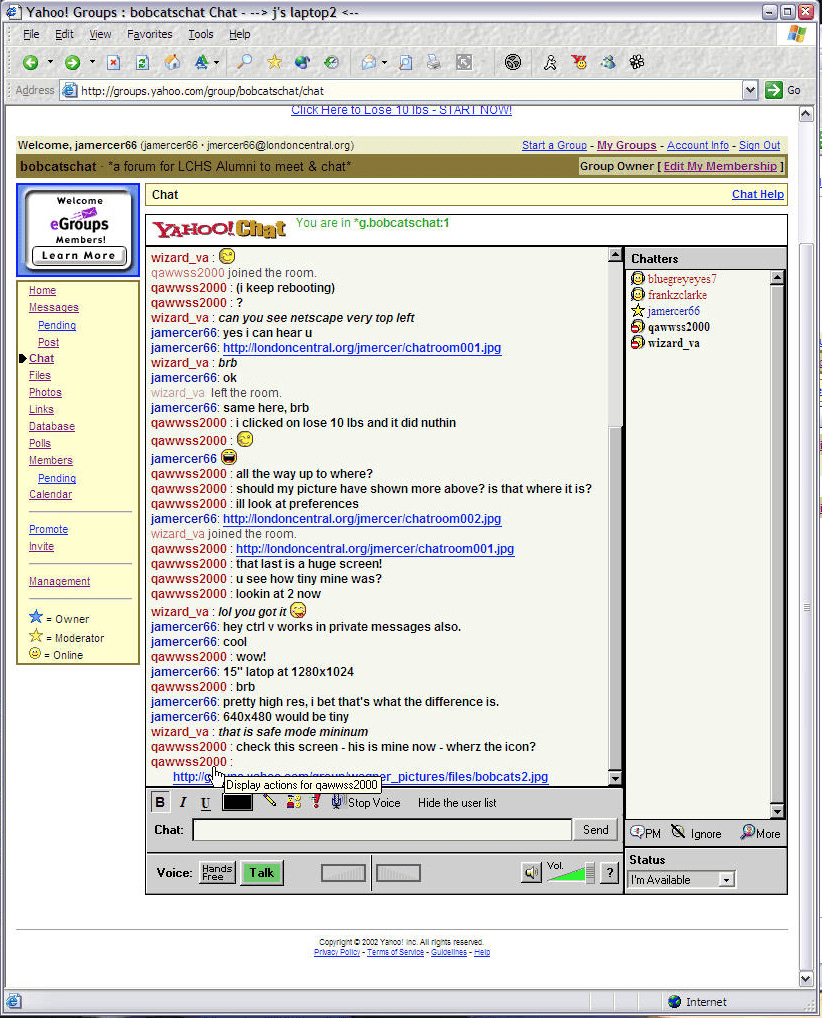 Yahoo! Groups : bobcatschat Chat - --> j's laptop2 <--
File Edit View Favorites Tools Help
Address http://groups.yahoo.com/group/bobcatschat/chat Go
Click Here to Lose 10 lbs - START NOW!
Welcome, jamercer66 (jamercer66 · jmercer66@londoncentral.org) Start a Group - My Groups - Account Info - Sign Out
bobcatschat · *a forum for LCHS Alumni to meet & chat* Group Owner [ Edit My Membership ]
Welcome
eGroups
Members!
Learn More
Home
Messages
Pending
Post
Chat
Files
Photos
Links
Database
Polls
Members
Pending
Calendar
Promote
Invite
Management
= Owner
= Moderator
= Online
Chat Chat Help
YAHOO! Chat You are in *g.bobcatschat:1
wizard_va :
qawwss2000 joined the room.
qawwss2000 : (i keep rebooting)
qawwss2000 : ?
wizard_va : can you see netscape very top left
jamercer66: yes i can hear u
jamercer66: http://londoncentral.org/jmercer/chatroom001.jpg
wizard_va : brb
jamercer66: ok
wizard_va left the room.
jamercer66: same here, brb
qawwss2000 : i clicked on lose 10 lbs and it did nuthin
qawwss2000 :
jamercer66
qawwss2000 : all the way up to where?
qawwss2000 : should my picture have shown more above? is that where it is?
qawwss2000 : ill look at preferences
jamercer66: http://londoncentral.org/jmercer/chatroom002.jpg
wizard_va joined the room.
qawwss2000 : http://londoncentral.org/jmercer/chatroom001.jpg
qawwss2000 : that last is a huge screen!
qawwss2000 : u see how tiny mine was?
qawwss2000 : lookin at 2 now
wizard_va : lol you got it
jamercer66: hey ctrl v works in private messages also.
jamercer66: cool
qawwss2000 : wow!
jamercer66: 15" latop at 1280x1024
qawwss2000 : brb
jamercer66: pretty high res, i bet that's what the difference is.
jamercer66: 640x480 would be tiny
wizard_va : that is safe mode mininum
qawwss2000 : check this screen - his is mine now - wherz the icon?
qawwss2000 :
http://groups.yahoo.com/group/wagner_pictures/files/bobcats2.jpg
Display actions for qawwss2000
Chatters
bluegreyeyes7
frankzclarke
jamercer66
qawwss2000
wizard_va
B I U Stop Voice Hide the user list
Chat: Send
PM Ignore More
Voice: Hands Free Talk Vol. ?
Status
I'm Available
Copyright © 2002 Yahoo! Inc. All rights reserved.
Privacy Policy - Terms of Service - Guidelines - Help
Internet